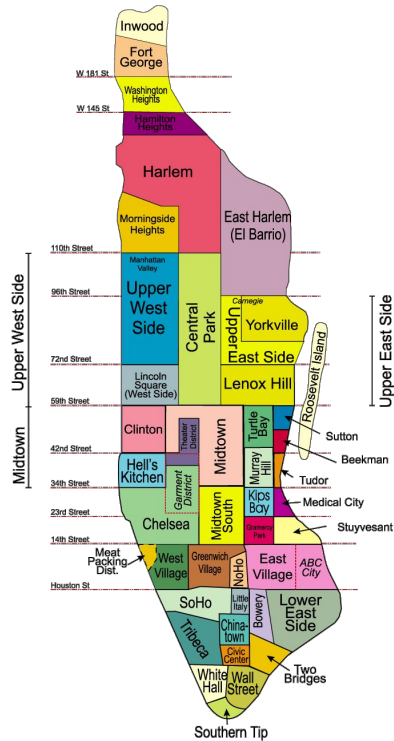 Inwood
Fort
George
W 181 St
Washington
Heights
W 145 St
Hamilton
Heights
Harlem
Morningside
Heights
East Harlem
(El Barrio)
110th Street
Manhattan
Valley
Upper West Side
Upper
West
Side
Central
Park
96th Street
Carnegie
Yorkville
Upper
East Side
Upper East Side
72nd Street
Lincoln
Square
(West Side)
Lenox Hill
Roosevelt Island
59th Street
Midtown
Clinton
Theater
District
Midtown
Turtle
Bay
Sutton
Beekman
42nd Street
Hell's
Kitchen
Garment
District
Murray
Hill
Tudor
34th Street
Kips
Bay
Medical City
Chelsea
Midtown
South
23rd Street
Gramercy
Park
Stuyvesant
14th Street
Meat
Packing
Dist.
West
Village
Greenwich
Village
NoHo
East
Village
ABC
City
Houston St
SoHo
Little
Italy
Bowery
Lower
East
Side
Tribeca
China-
town
Civic
Center
Two
Bridges
White
Hall
Wall
Street
Southern Tip